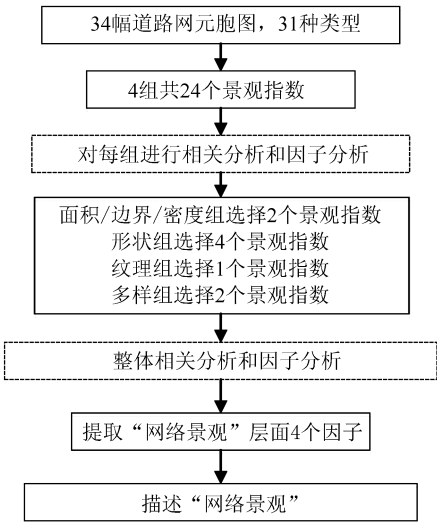 34幅道路网元胞图，31种类型
4组共24个景观指数
对每组进行相关分析和因子分析
面积/边界/密度组选择2个景观指数
形状组选择4个景观指数
纹理组选择1个景观指数
多样组选择2个景观指数
整体相关分析和因子分析
提取“网络景观”层面4个因子
描述“网络景观”